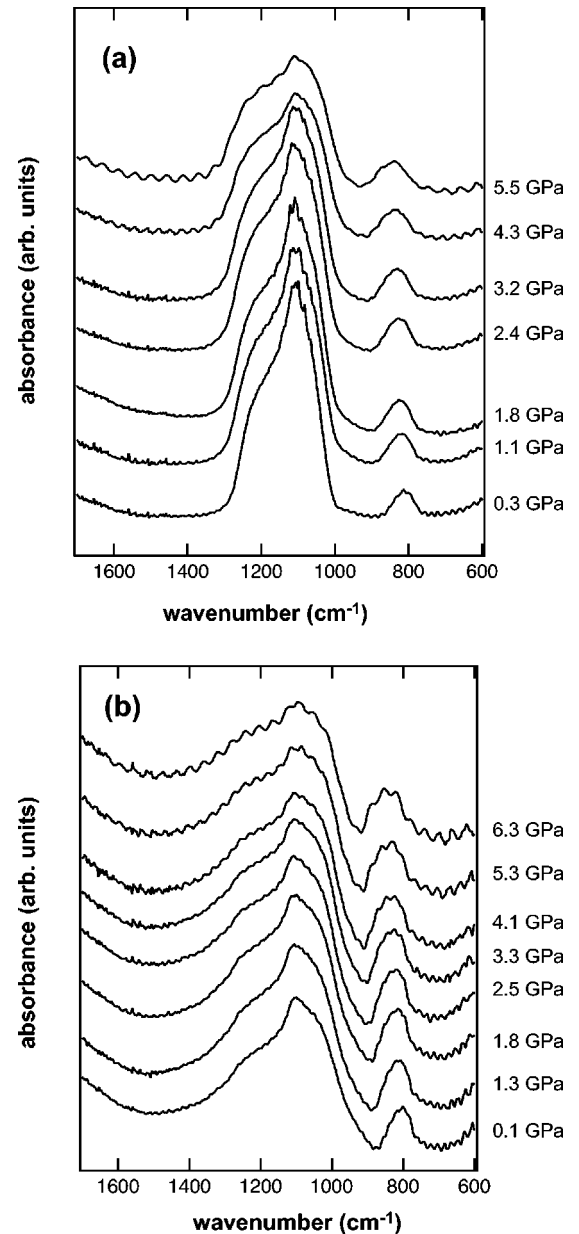 (a)
absorbance (arb. units)
5.5 GPa
4.3 GPa
3.2 GPa
2.4 GPa
1.8 GPa
1.1 GPa
0.3 GPa
1600 1400 1200 1000 800 600
wavenumber (cm-1)
(b)
absorbance (arb. units)
6.3 GPa
5.3 GPa
4.1 GPa
3.3 GPa
2.5 GPa
1.8 GPa
1.3 GPa
0.1 GPa
1600 1400 1200 1000 800 600
wavenumber (cm-1)